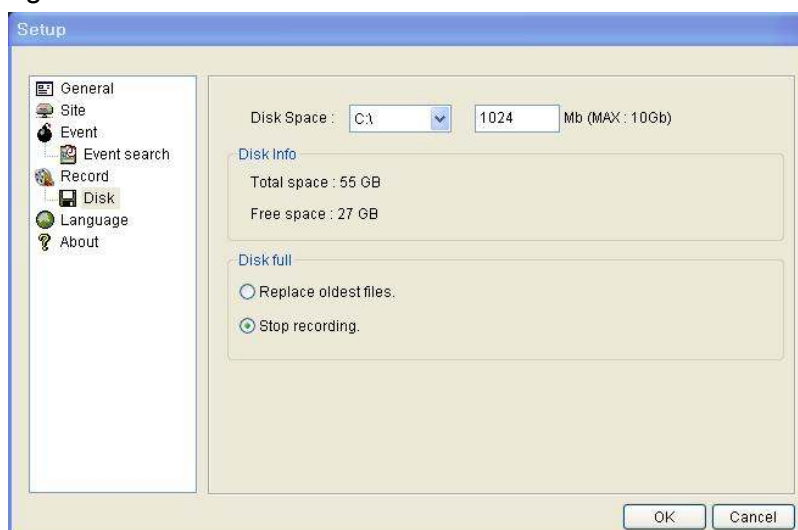 Setup
General
Site
Event
Event search
Record
Disk
Language
About
Disk Space : C:\ 1024 Mb (MAX : 10Gb)
Disk Info
Total space : 55 GB
Free space : 27 GB
Disk full
Replace oldest files.
Stop recording.
OK Cancel